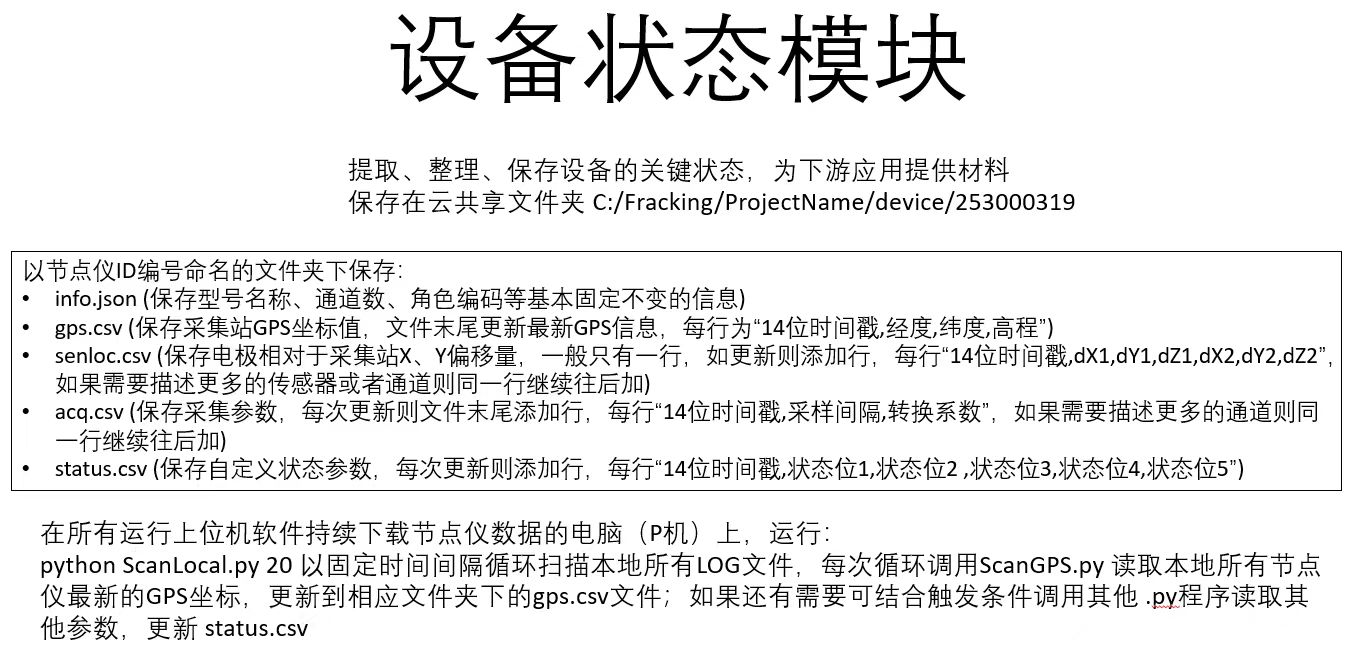 设备状态模块
提取、整理、保存设备的关键状态，为下游应用提供材料
保存在云共享文件夹 C:/Fracking/ProjectName/device/253000319
以节点仪ID编号命名的文件夹下保存：
• info.json (保存型号名称、通道数、角色编码等基本固定不变的信息)
• gps.csv (保存采集站GPS坐标值，文件末尾更新最新GPS信息，每行为“14位时间戳,经度,纬度,高程”)
• senloc.csv (保存电极相对于采集站X、Y偏移量，一般只有一行，如更新则添加行，每行“14位时间戳,dX1,dY1,dZ1,dX2,dY2,dZ2”,
如果需要描述更多的传感器或者通道则同一行继续往后加)
• acq.csv (保存采集参数，每次更新则文件末尾添加行，每行“14位时间戳,采样间隔,转换系数”，如果需要描述更多的通道则同
一行继续往后加)
• status.csv (保存自定义状态参数，每次更新则添加行，每行“14位时间戳,状态位1,状态位2 ,状态位3,状态位4,状态位5”)
在所有运行上位机软件持续下载节点仪数据的电脑（P机）上，运行：
python ScanLocal.py 20 以固定时间间隔循环扫描本地所有LOG文件，每次循环调用ScanGPS.py 读取本地所有节点
仪最新的GPS坐标，更新到相应文件夹下的gps.csv文件；如果还有需要可结合触发条件调用其他 .py程序读取其
他参数，更新 status.csv